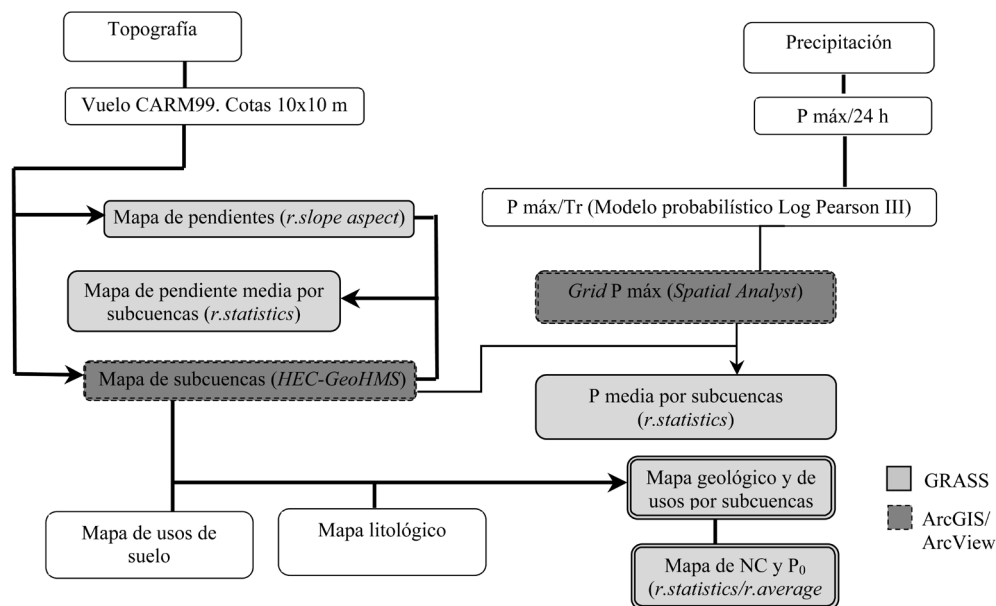 Topografía
Precipitación
Vuelo CARM99. Cotas 10x10 m
P máx/24 h
Mapa de pendientes (r.slope aspect)
P máx/Tr (Modelo probabilístico Log Pearson III)
Mapa de pendiente media por
subcuencas (r.statistics)
Grid P máx (Spatial Analyst)
Mapa de subcuencas (HEC-GeoHMS)
P media por subcuencas
(r.statistics)
Mapa geológico y de
usos por subcuencas
GRASS
Mapa de usos de
suelo
Mapa litológico
ArcGIS/
ArcView
Mapa de NC y P₀
(r.statistics/r.average